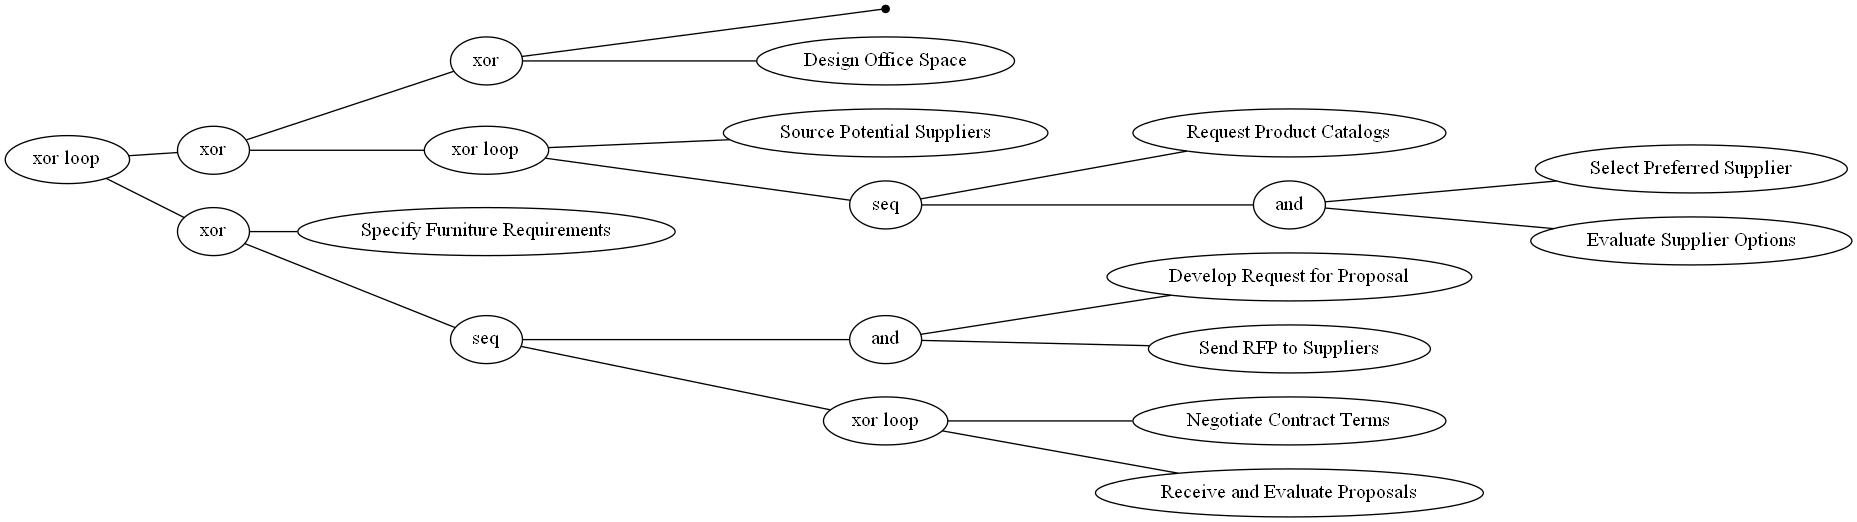 xor
Design Office Space
Source Potential Suppliers
Request Product Catalogs
xor loop
xor
xor loop
Select Preferred Supplier
seq
and
xor
Specify Furniture Requirements
Evaluate Supplier Options
Develop Request for Proposal
seq
and
Send RFP to Suppliers
xor loop
Negotiate Contract Terms
Receive and Evaluate Proposals